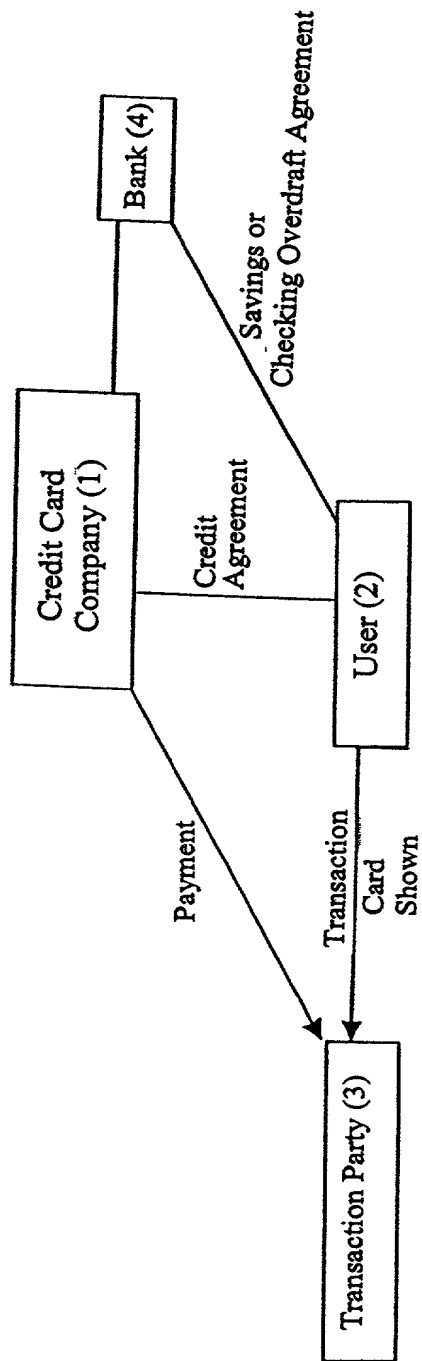 Credit Card
Company (1)
Bank (4)
Payment
Credit
Agreement
Savings or
Checking Overdraft Agreement
Transaction Party (3)
Transaction
Card
Shown
User (2)